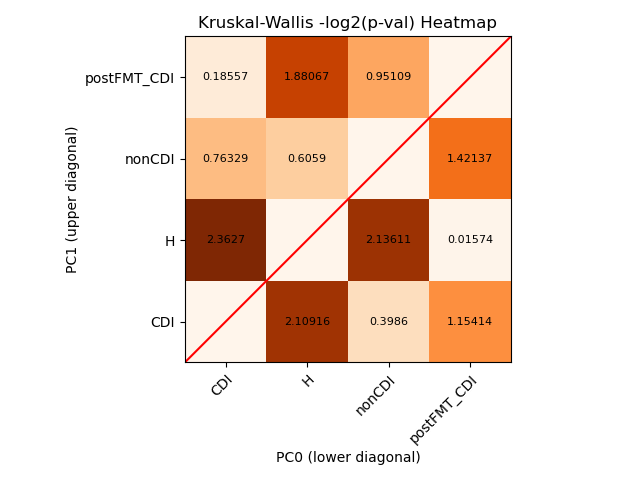 Kruskal-Wallis -log2(p-val) Heatmap
postFMT_CDI
0.18557 1.88067 0.95109
nonCDI
0.76329 0.6059 1.42137
H
2.3627 2.13611 0.01574
CDI
2.10916 0.3986 1.15414
PC1 (upper diagonal)
CDI H nonCDI postFMT_CDI
PC0 (lower diagonal)